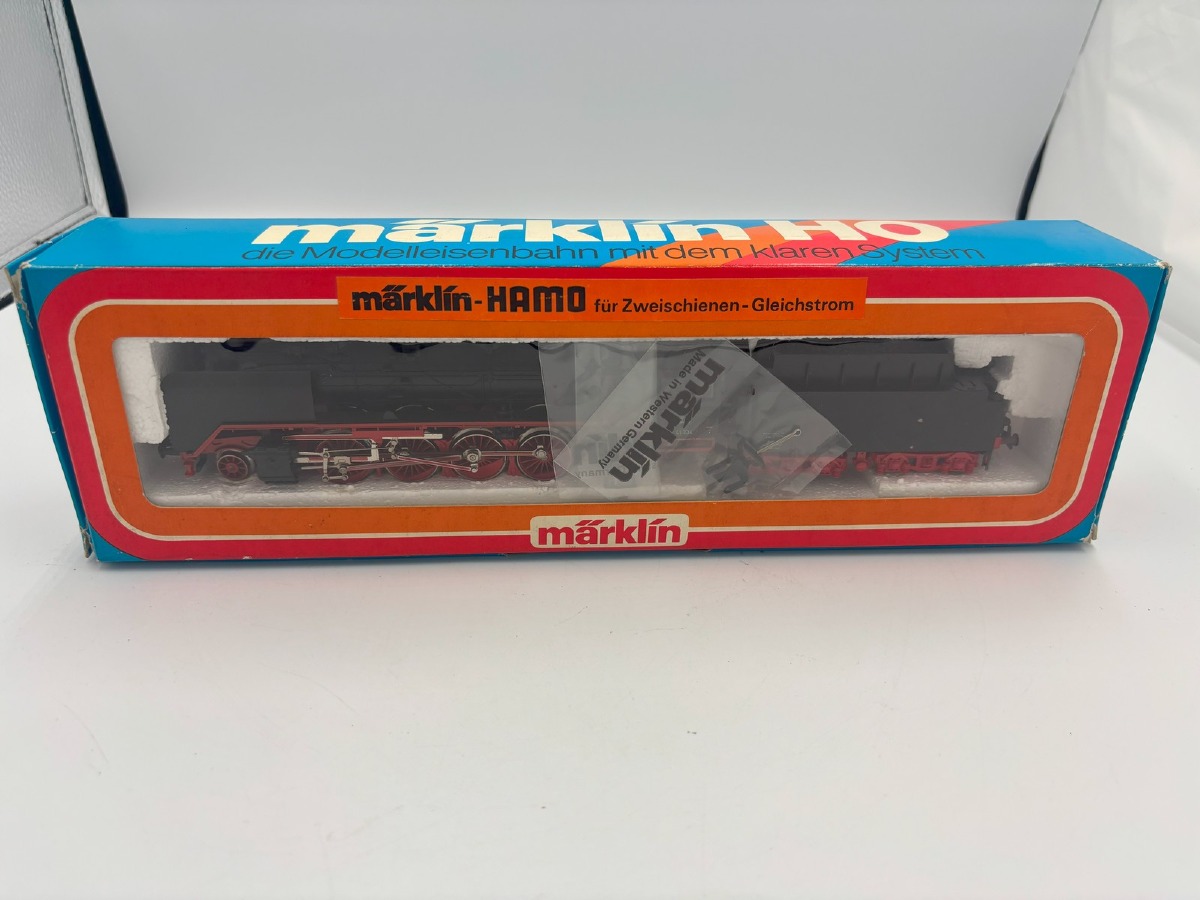 märklin HO
die Modelleisenbahn mit dem klaren System
märklin-HAMO für Zweischienen-Gleichstrom
märklin
Made in Western Germany
märklin